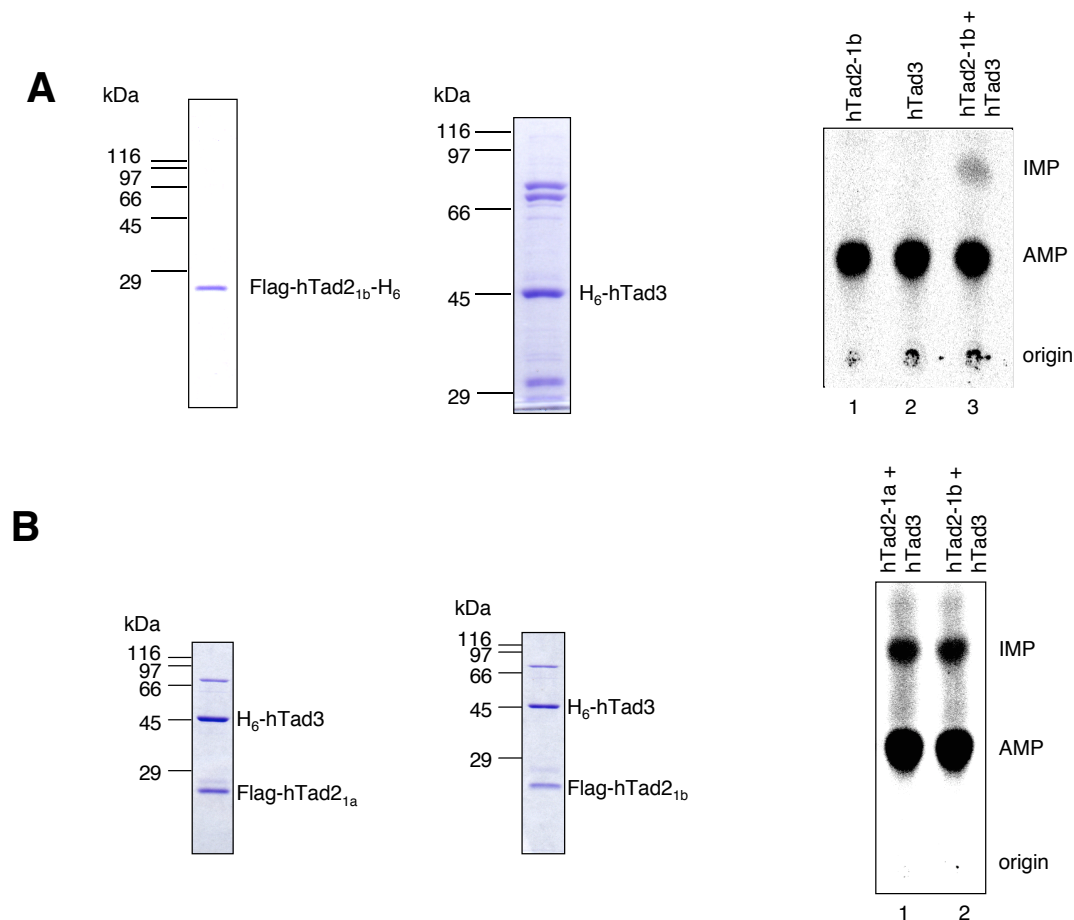 A
kDa
116
97
66
45
29
Flag-hTad2₁b-H₆
kDa
116
97
66
45
29
H₆-hTad3
hTad2-1b
hTad3
hTad2-1b +
hTad3
IMP
AMP
origin
1 2 3
B
kDa
116
97
66
45
29
H₆-hTad3
Flag-hTad2₁a
kDa
116
97
66
45
29
H₆-hTad3
Flag-hTad2₁b
hTad2-1a +
hTad3
hTad2-1b +
hTad3
IMP
AMP
origin
1 2